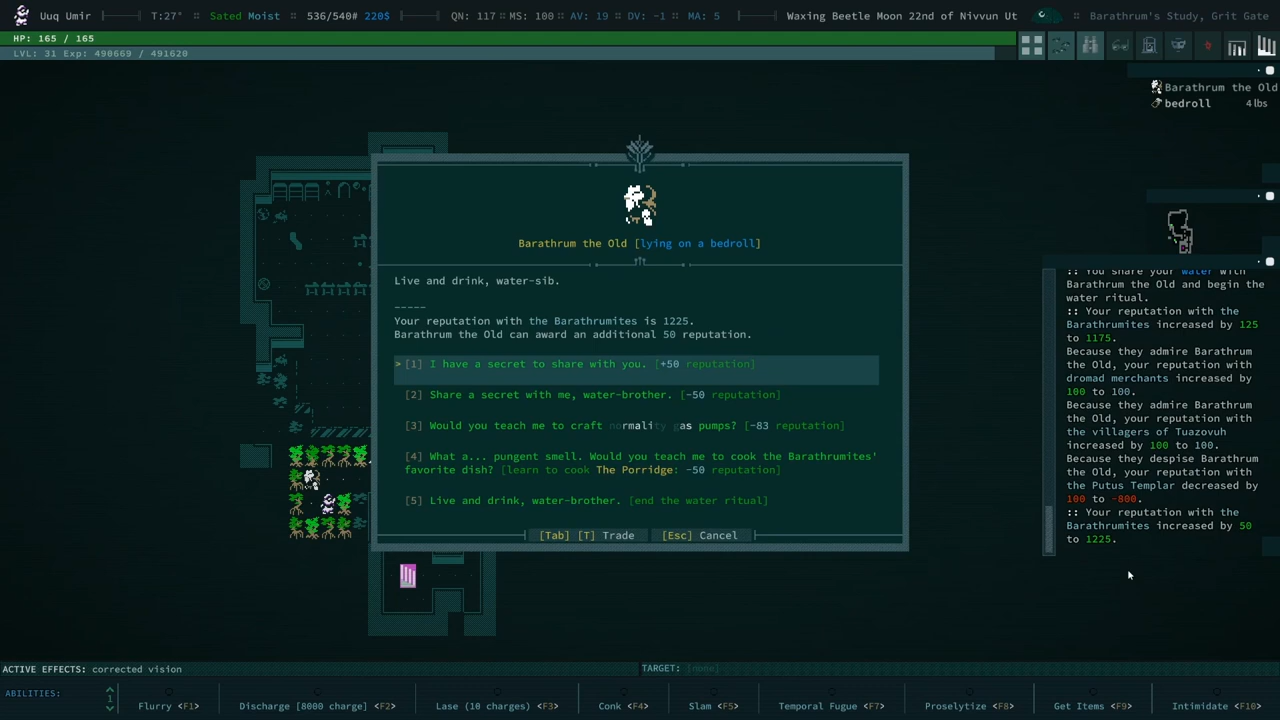 Uuq Umir T:27° Sated Moist 536/540# 220$ QN: 117 MS: 100 AV: 19 DV: -1 MA: 5 Waxing Beetle Moon 22nd of Nivvun Ut Barathrum's Study, Grit Gate
HP: 165 / 165
LVL: 31 Exp: 490669 / 491620
Barathrum the Old
bedroll 4 lbs
Barathrum the Old [lying on a bedroll]
Live and drink, water-sib.
-----
Your reputation with the Barathrumites is 1225.
Barathrum the Old can award an additional 50 reputation.
> [1] I have a secret to share with you. [+50 reputation]
[2] Share a secret with me, water-brother. [-50 reputation]
[3] Would you teach me to craft normality gas pumps? [-83 reputation]
[4] What a... pungent smell. Would you teach me to cook the Barathrumites'
favorite dish? [learn to cook The Porridge: -50 reputation]
[5] Live and drink, water-brother. [end the water ritual]
[Tab] [T] Trade [Esc] Cancel
:: You share your water with
Barathrum the Old and begin the
water ritual.
:: Your reputation with the
Barathrumites increased by 125
to 1175.
Because they admire Barathrum
the Old, your reputation with
dromad merchants increased by
100 to 100.
Because they admire Barathrum
the Old, your reputation with
the villagers of Tuazovuh
increased by 100 to 100.
Because they despise Barathrum
the Old, your reputation with
the Putus Templar decreased by
100 to -800.
:: Your reputation with the
Barathrumites increased by 50
to 1225.
ACTIVE EFFECTS: corrected vision TARGET: [none]
ABILITIES: 1 Flurry <F1> Discharge [8000 charge] <F2> Lase (10 charges) <F3> Conk <F4> Slam <F5> Temporal Fugue <F7> Proselytize <F8> Get Items <F9> Intimidate <F10>